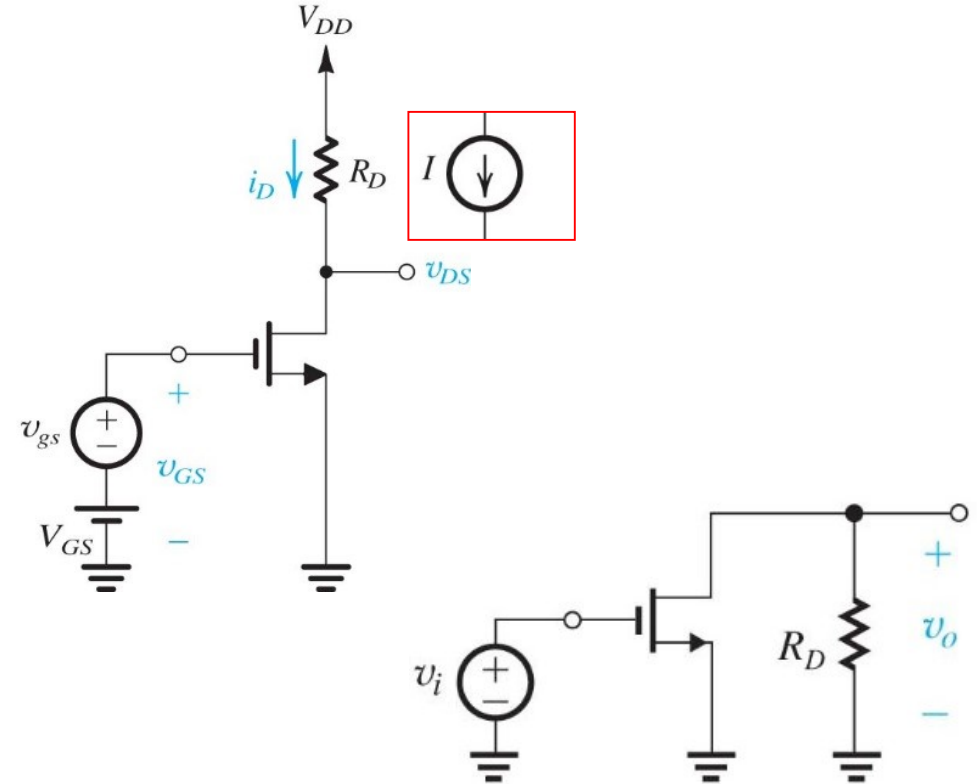 V_DD
i_D
R_D
I
v_DS
+
−
v_gs
+
v_GS
−
V_GS
+
−
v_i
R_D
+
v_o
−